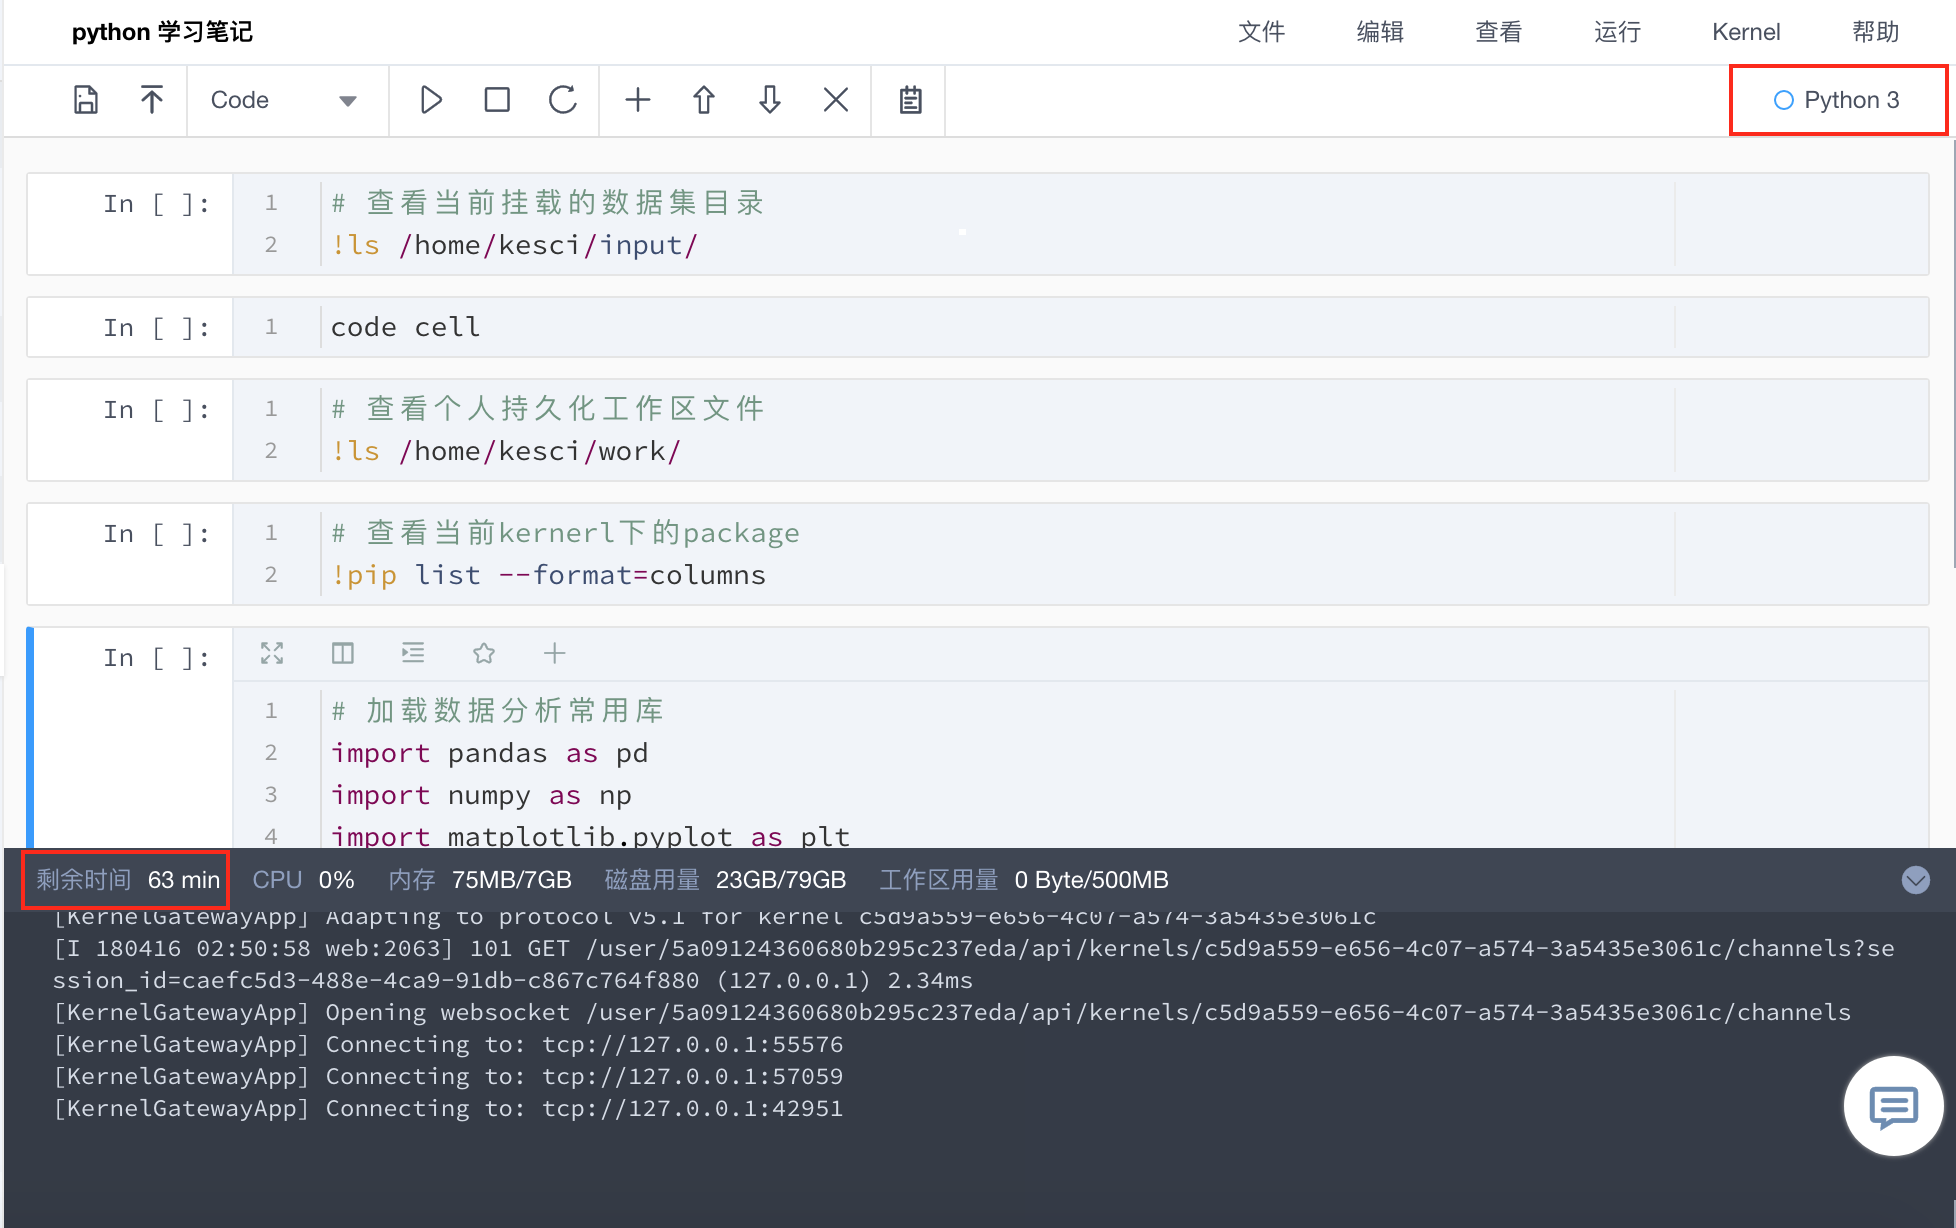 python 学习笔记
文件 编辑 查看 运行 Kernel 帮助
Code
Python 3
In [ ]:
1 # 查看当前挂载的数据集目录
2 !ls /home/kesci/input/
In [ ]:
1 code cell
In [ ]:
1 # 查看个人持久化工作区文件
2 !ls /home/kesci/work/
In [ ]:
1 # 查看当前kernerl下的package
2 !pip list --format=columns
In [ ]:
1 # 加载数据分析常用库
2 import pandas as pd
3 import numpy as np
4 import matplotlib.pyplot as plt
剩余时间 63 min CPU 0% 内存 75MB/7GB 磁盘用量 23GB/79GB 工作区用量 0 Byte/500MB
[KernelGatewayApp] Adapting to protocol v5.1 for kernel c5d9a559-e656-4c07-a574-3a5435e3061c
[I 180416 02:50:58 web:2063] 101 GET /user/5a09124360680b295c237eda/api/kernels/c5d9a559-e656-4c07-a574-3a5435e3061c/channels?se
ssion_id=caefc5d3-488e-4ca9-91db-c867c764f880 (127.0.0.1) 2.34ms
[KernelGatewayApp] Opening websocket /user/5a09124360680b295c237eda/api/kernels/c5d9a559-e656-4c07-a574-3a5435e3061c/channels
[KernelGatewayApp] Connecting to: tcp://127.0.0.1:55576
[KernelGatewayApp] Connecting to: tcp://127.0.0.1:57059
[KernelGatewayApp] Connecting to: tcp://127.0.0.1:42951